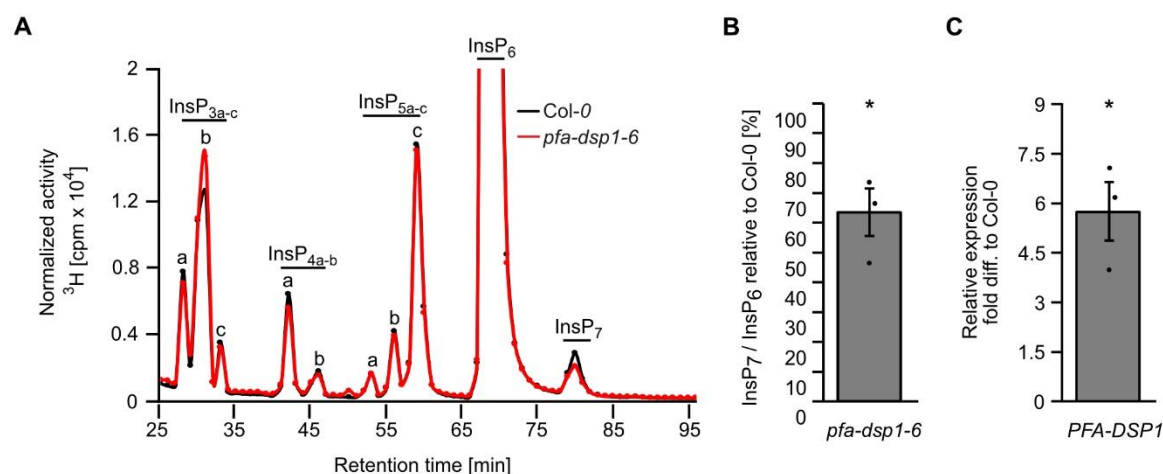 A
B
C
Normalized activity
³H [cpm x 10⁴]
2
1.6
1.2
0.8
0.4
0
InsP₃ₐ₋c
a
b
c
InsP₄ₐ₋b
a
b
InsP₅ₐ₋c
a
b
c
InsP₆
InsP₇
Col-0
pfa-dsp1-6
25
35
45
55
65
75
85
95
Retention time [min]
InsP₇ / InsP₆ relative to Col-0 [%]
100
90
80
70
60
50
40
30
20
10
0
*
pfa-dsp1-6
Relative expression
fold diff. to Col-0
9
7.5
6
4.5
3
1.5
0
*
PFA-DSP1